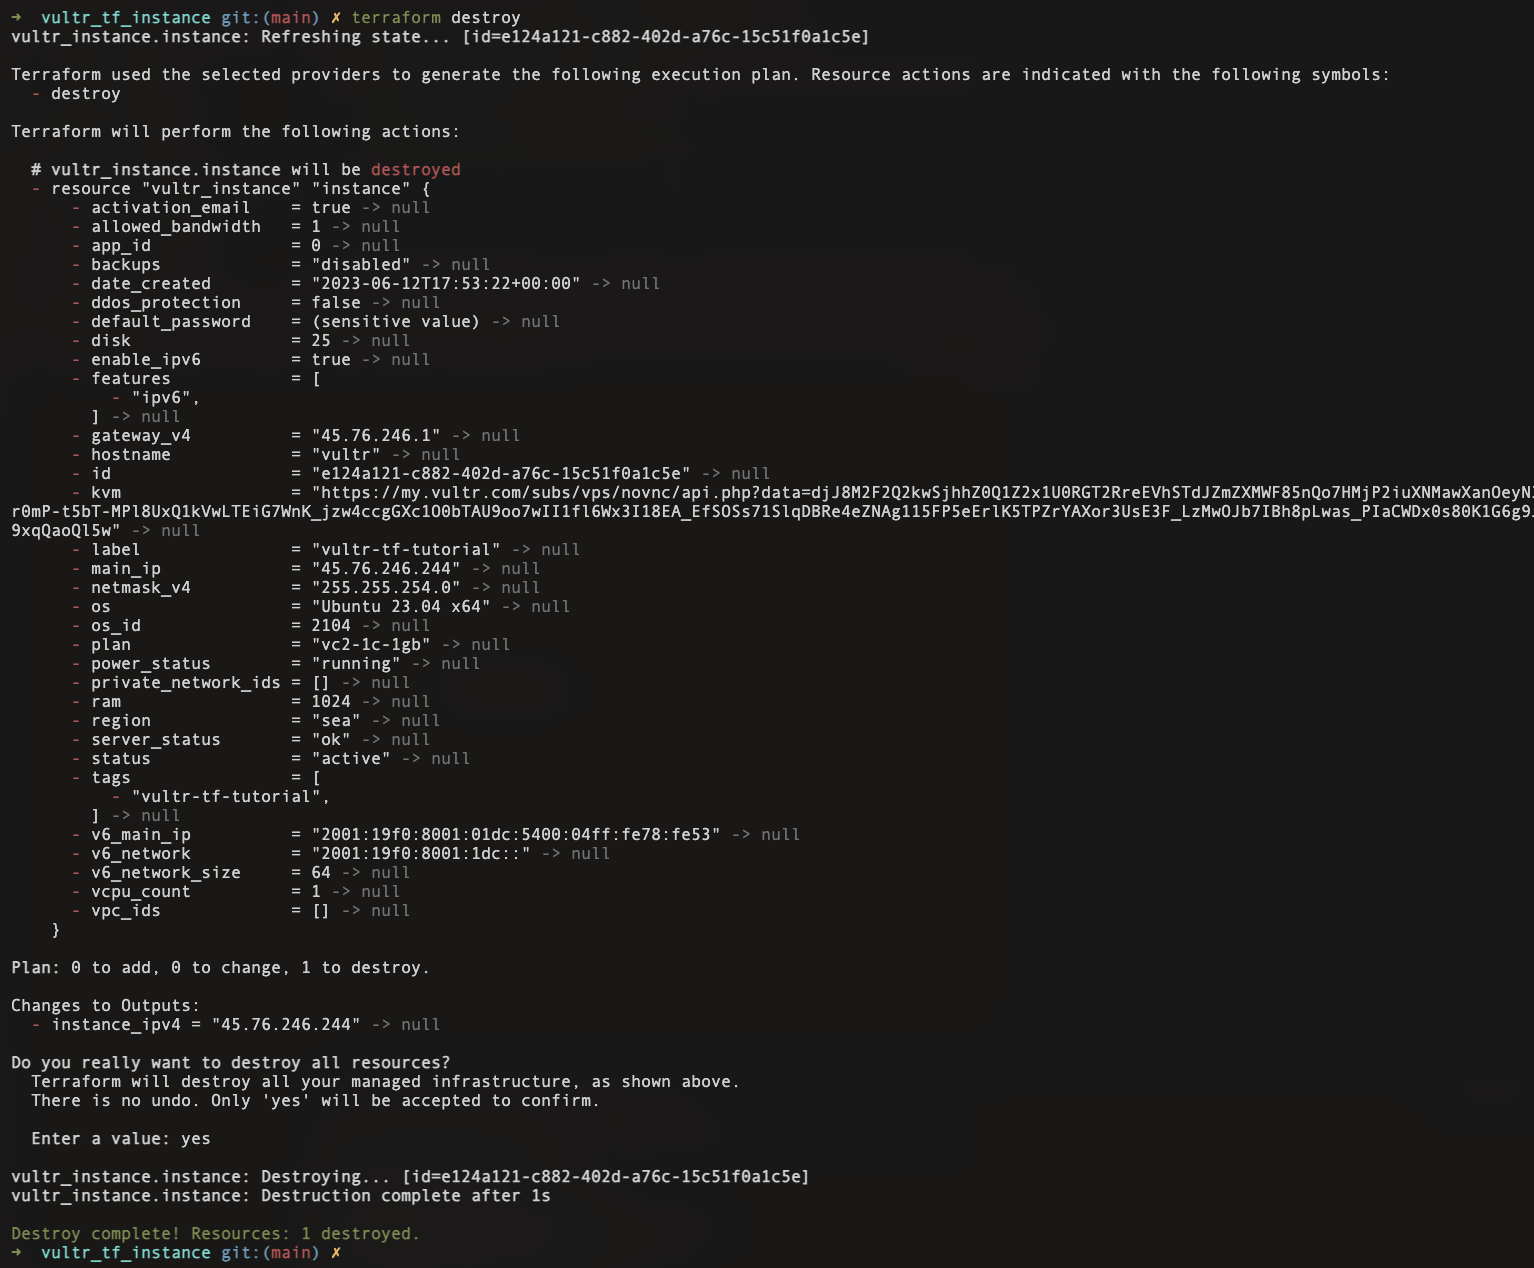 → vultr_tf_instance git:(main) ✗ terraform destroy
vultr_instance.instance: Refreshing state... [id=e124a121-c882-402d-a76c-15c51f0a1c5e]
Terraform used the selected providers to generate the following execution plan. Resource actions are indicated with the following symbols:
- destroy
Terraform will perform the following actions:
# vultr_instance.instance will be destroyed
- resource "vultr_instance" "instance" {
- activation_email = true -> null
- allowed_bandwidth = 1 -> null
- app_id = 0 -> null
- backups = "disabled" -> null
- date_created = "2023-06-12T17:53:22+00:00" -> null
- ddos_protection = false -> null
- default_password = (sensitive value) -> null
- disk = 25 -> null
- enable_ipv6 = true -> null
- features = [
- "ipv6",
] -> null
- gateway_v4 = "45.76.246.1" -> null
- hostname = "vultr" -> null
- id = "e124a121-c882-402d-a76c-15c51f0a1c5e" -> null
- kvm = "https://my.vultr.com/subs/vps/novnc/api.php?data=djJ8M2F2Q2kwSjhhZ0Q1Z2x1U0RGT2RreEVhSTdJZmZXMWF85nQo7HMjP2iuXNMawXanOeyN
r0mP-t5bT-MPl8UxQ1kVwLTEiG7WnK_jzw4ccgGXc1O0bTAU9oo7wII1fl6Wx3I18EA_EfSOSs71SlqDBRe4eZNAg115FP5eErlK5TPZrYAXor3UsE3F_LzMwOJb7IBh8pLwas_PIaCWDx0s80K1G6g9
9xqQaoQl5w" -> null
- label = "vultr-tf-tutorial" -> null
- main_ip = "45.76.246.244" -> null
- netmask_v4 = "255.255.254.0" -> null
- os = "Ubuntu 23.04 x64" -> null
- os_id = 2104 -> null
- plan = "vc2-1c-1gb" -> null
- power_status = "running" -> null
- private_network_ids = [] -> null
- ram = 1024 -> null
- region = "sea" -> null
- server_status = "ok" -> null
- status = "active" -> null
- tags = [
- "vultr-tf-tutorial",
] -> null
- v6_main_ip = "2001:19f0:8001:01dc:5400:04ff:fe78:fe53" -> null
- v6_network = "2001:19f0:8001:1dc::" -> null
- v6_network_size = 64 -> null
- vcpu_count = 1 -> null
- vpc_ids = [] -> null
}
Plan: 0 to add, 0 to change, 1 to destroy.
Changes to Outputs:
- instance_ipv4 = "45.76.246.244" -> null
Do you really want to destroy all resources?
Terraform will destroy all your managed infrastructure, as shown above.
There is no undo. Only 'yes' will be accepted to confirm.
Enter a value: yes
vultr_instance.instance: Destroying... [id=e124a121-c882-402d-a76c-15c51f0a1c5e]
vultr_instance.instance: Destruction complete after 1s
Destroy complete! Resources: 1 destroyed.
→ vultr_tf_instance git:(main) ✗